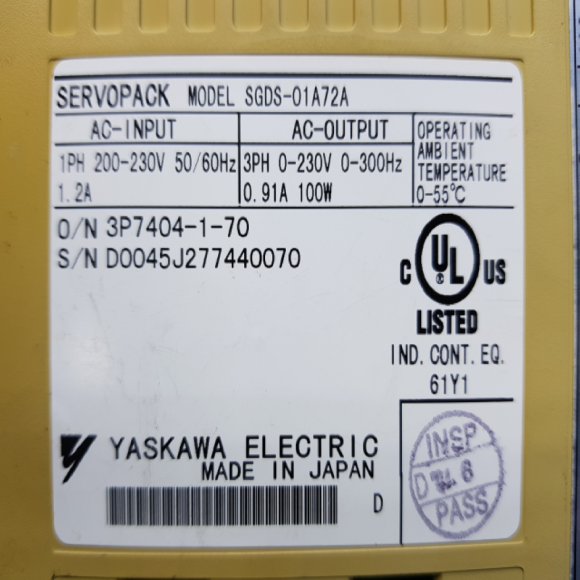 SERVOPACK MODEL SGDS-01A72A
AC-INPUT
1PH 200-230V 50/60Hz
1.2A
AC-OUTPUT
3PH 0-230V 0-300Hz
0.91A 100W
OPERATING
AMBIENT
TEMPERATURE
0-55℃
O/N 3P7404-1-70
S/N D0045J277440070
C UL US
®
LISTED
IND. CONT. EQ.
61Y1
YASKAWA ELECTRIC
MADE IN JAPAN
D
INSP
D 6
PASS